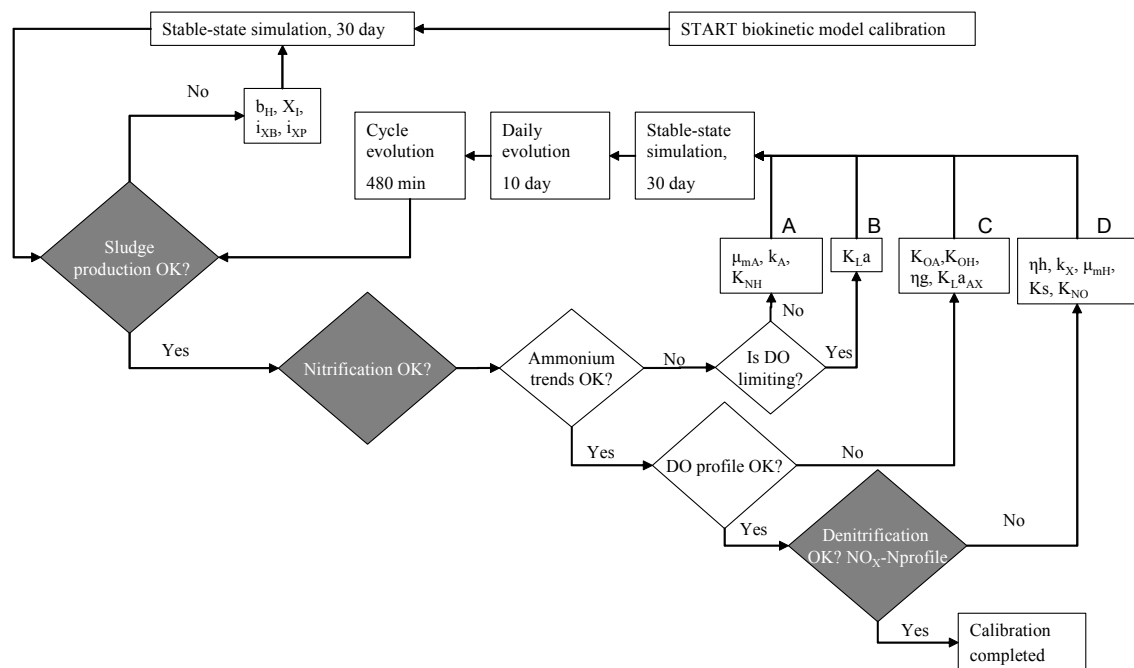 Stable-state simulation, 30 day
START biokinetic model calibration
No
b_H, X_I,
i_XB, i_XP
Cycle
evolution
480 min
Daily
evolution
10 day
Stable-state
simulation,
30 day
Sludge
production OK?
A
B
C
D
μ_mA, k_A,
K_NH
K_La
K_OA,K_OH,
ηg, K_La_AX
ηh, k_X, μ_mH,
Ks, K_NO
No
Yes
Nitrification OK?
Ammonium
trends OK?
No
Is DO
limiting?
Yes
Yes
DO profile OK?
No
Yes
Denitrification
OK? NO_X-Nprofile
No
Yes
Calibration
completed